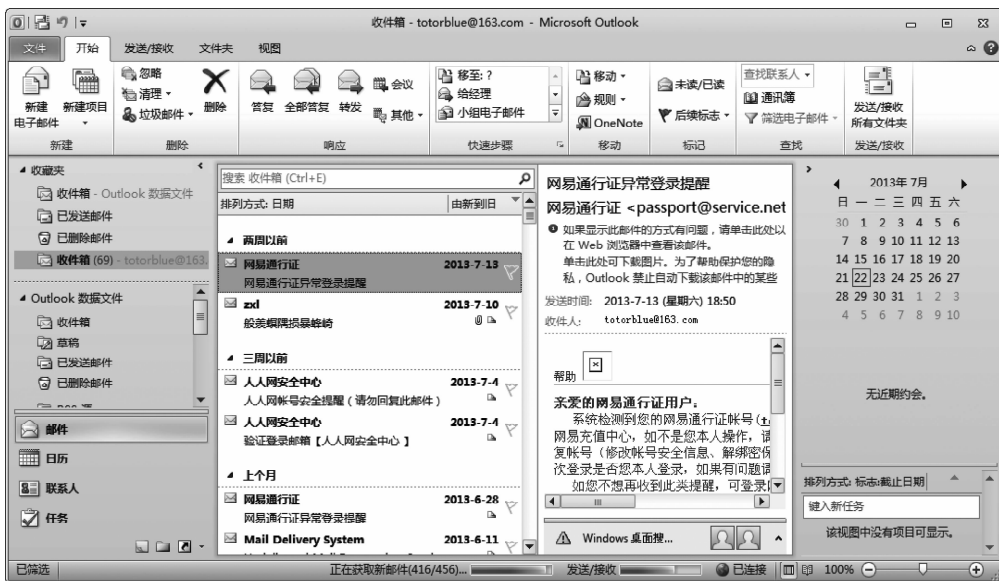 收件箱 - totorblue@163.com - Microsoft Outlook
文件 开始 发送/接收 文件夹 视图
新建电子邮件
新建项目
忽略
清理
垃圾邮件
删除
答复 全部答复 转发
会议
其他
移至: ?
给经理
小组电子邮件
移动
规则
OneNote
未读/已读
后续标志
查找联系人
通讯簿
筛选电子邮件
发送/接收所有文件夹
新建 删除 响应 快速步骤 移动 标记 查找 发送/接收
收藏夹
收件箱 - Outlook 数据文件
已发送邮件
已删除邮件
收件箱 (69) - totorblue@163.
Outlook 数据文件
收件箱
草稿
已发送邮件
已删除邮件
邮件
日历
联系人
任务
搜索 收件箱 (Ctrl+E)
排列方式: 日期 由新到旧
两周以前
网易通行证 2013-7-13
网易通行证异常登录提醒
zxl 2013-7-10
三周以前
人人网安全中心 2013-7-4
人人网帐号安全提醒（请勿回复此邮件）
人人网安全中心 2013-7-4
验证登录邮箱【人人网安全中心】
上个月
网易通行证 2013-6-28
网易通行证异常登录提醒
Mail Delivery System 2013-6-11
网易通行证异常登录提醒
网易通行证 <passport@service.net
如果显示此邮件的方式有问题，请单击此处以
在 Web 浏览器中查看该邮件。
单击此处可下载图片。为了帮助保护您的隐
私，Outlook 禁止自动下载该邮件中的某些
发送时间: 2013-7-13 (星期六) 18:50
收件人: totorblue@163.com
帮助
亲爱的网易通行证用户：
系统检测到您的网易通行证帐号(t
网易充值中心，如不是您本人操作，请
复帐号（修改帐号安全信息、解绑密保
次登录是否您本人登录，如果有问题请
如您不想再收到此类提醒，可登录
Windows 桌面搜...
2013年 7月
日 一 二 三 四 五 六
30 1 2 3 4 5 6
7 8 9 10 11 12 13
14 15 16 17 18 19 20
21 22 23 24 25 26 27
28 29 30 31 1 2 3
4 5 6 7 8 9 10
无近期约会。
排列方式: 标志:截止日期
键入新任务
该视图中没有项目可显示。
已筛选 正在获取新邮件(416/456)... 发送/接收 已连接 100%